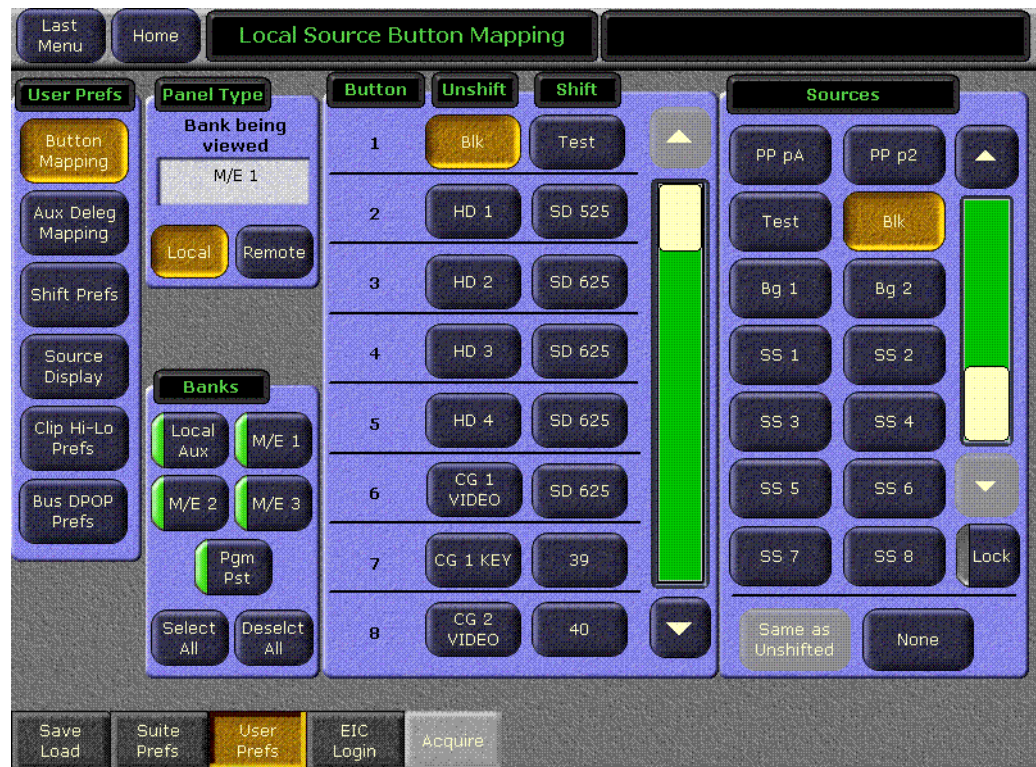 Last
Menu
Home
Local Source Button Mapping
User Prefs
Button
Mapping
Aux Deleg
Mapping
Shift Prefs
Source
Display
Clip Hi-Lo
Prefs
Bus DPOP
Prefs
Panel Type
Bank being
viewed
M/E 1
Local
Remote
Banks
Local
Aux
M/E 1
M/E 2
M/E 3
Pgm
Pst
Select
All
Deselct
All
Button
Unshift
Shift
1
Blk
Test
2
HD 1
SD 525
3
HD 2
SD 625
4
HD 3
SD 625
5
HD 4
SD 625
6
CG 1
VIDEO
SD 625
7
CG 1 KEY
39
8
CG 2
VIDEO
40
Sources
PP pA
PP p2
Test
Blk
Bg 1
Bg 2
SS 1
SS 2
SS 3
SS 4
SS 5
SS 6
SS 7
SS 8
Lock
Same as
Unshifted
None
Save
Load
Suite
Prefs
User
Prefs
EIC
Login
Acquire